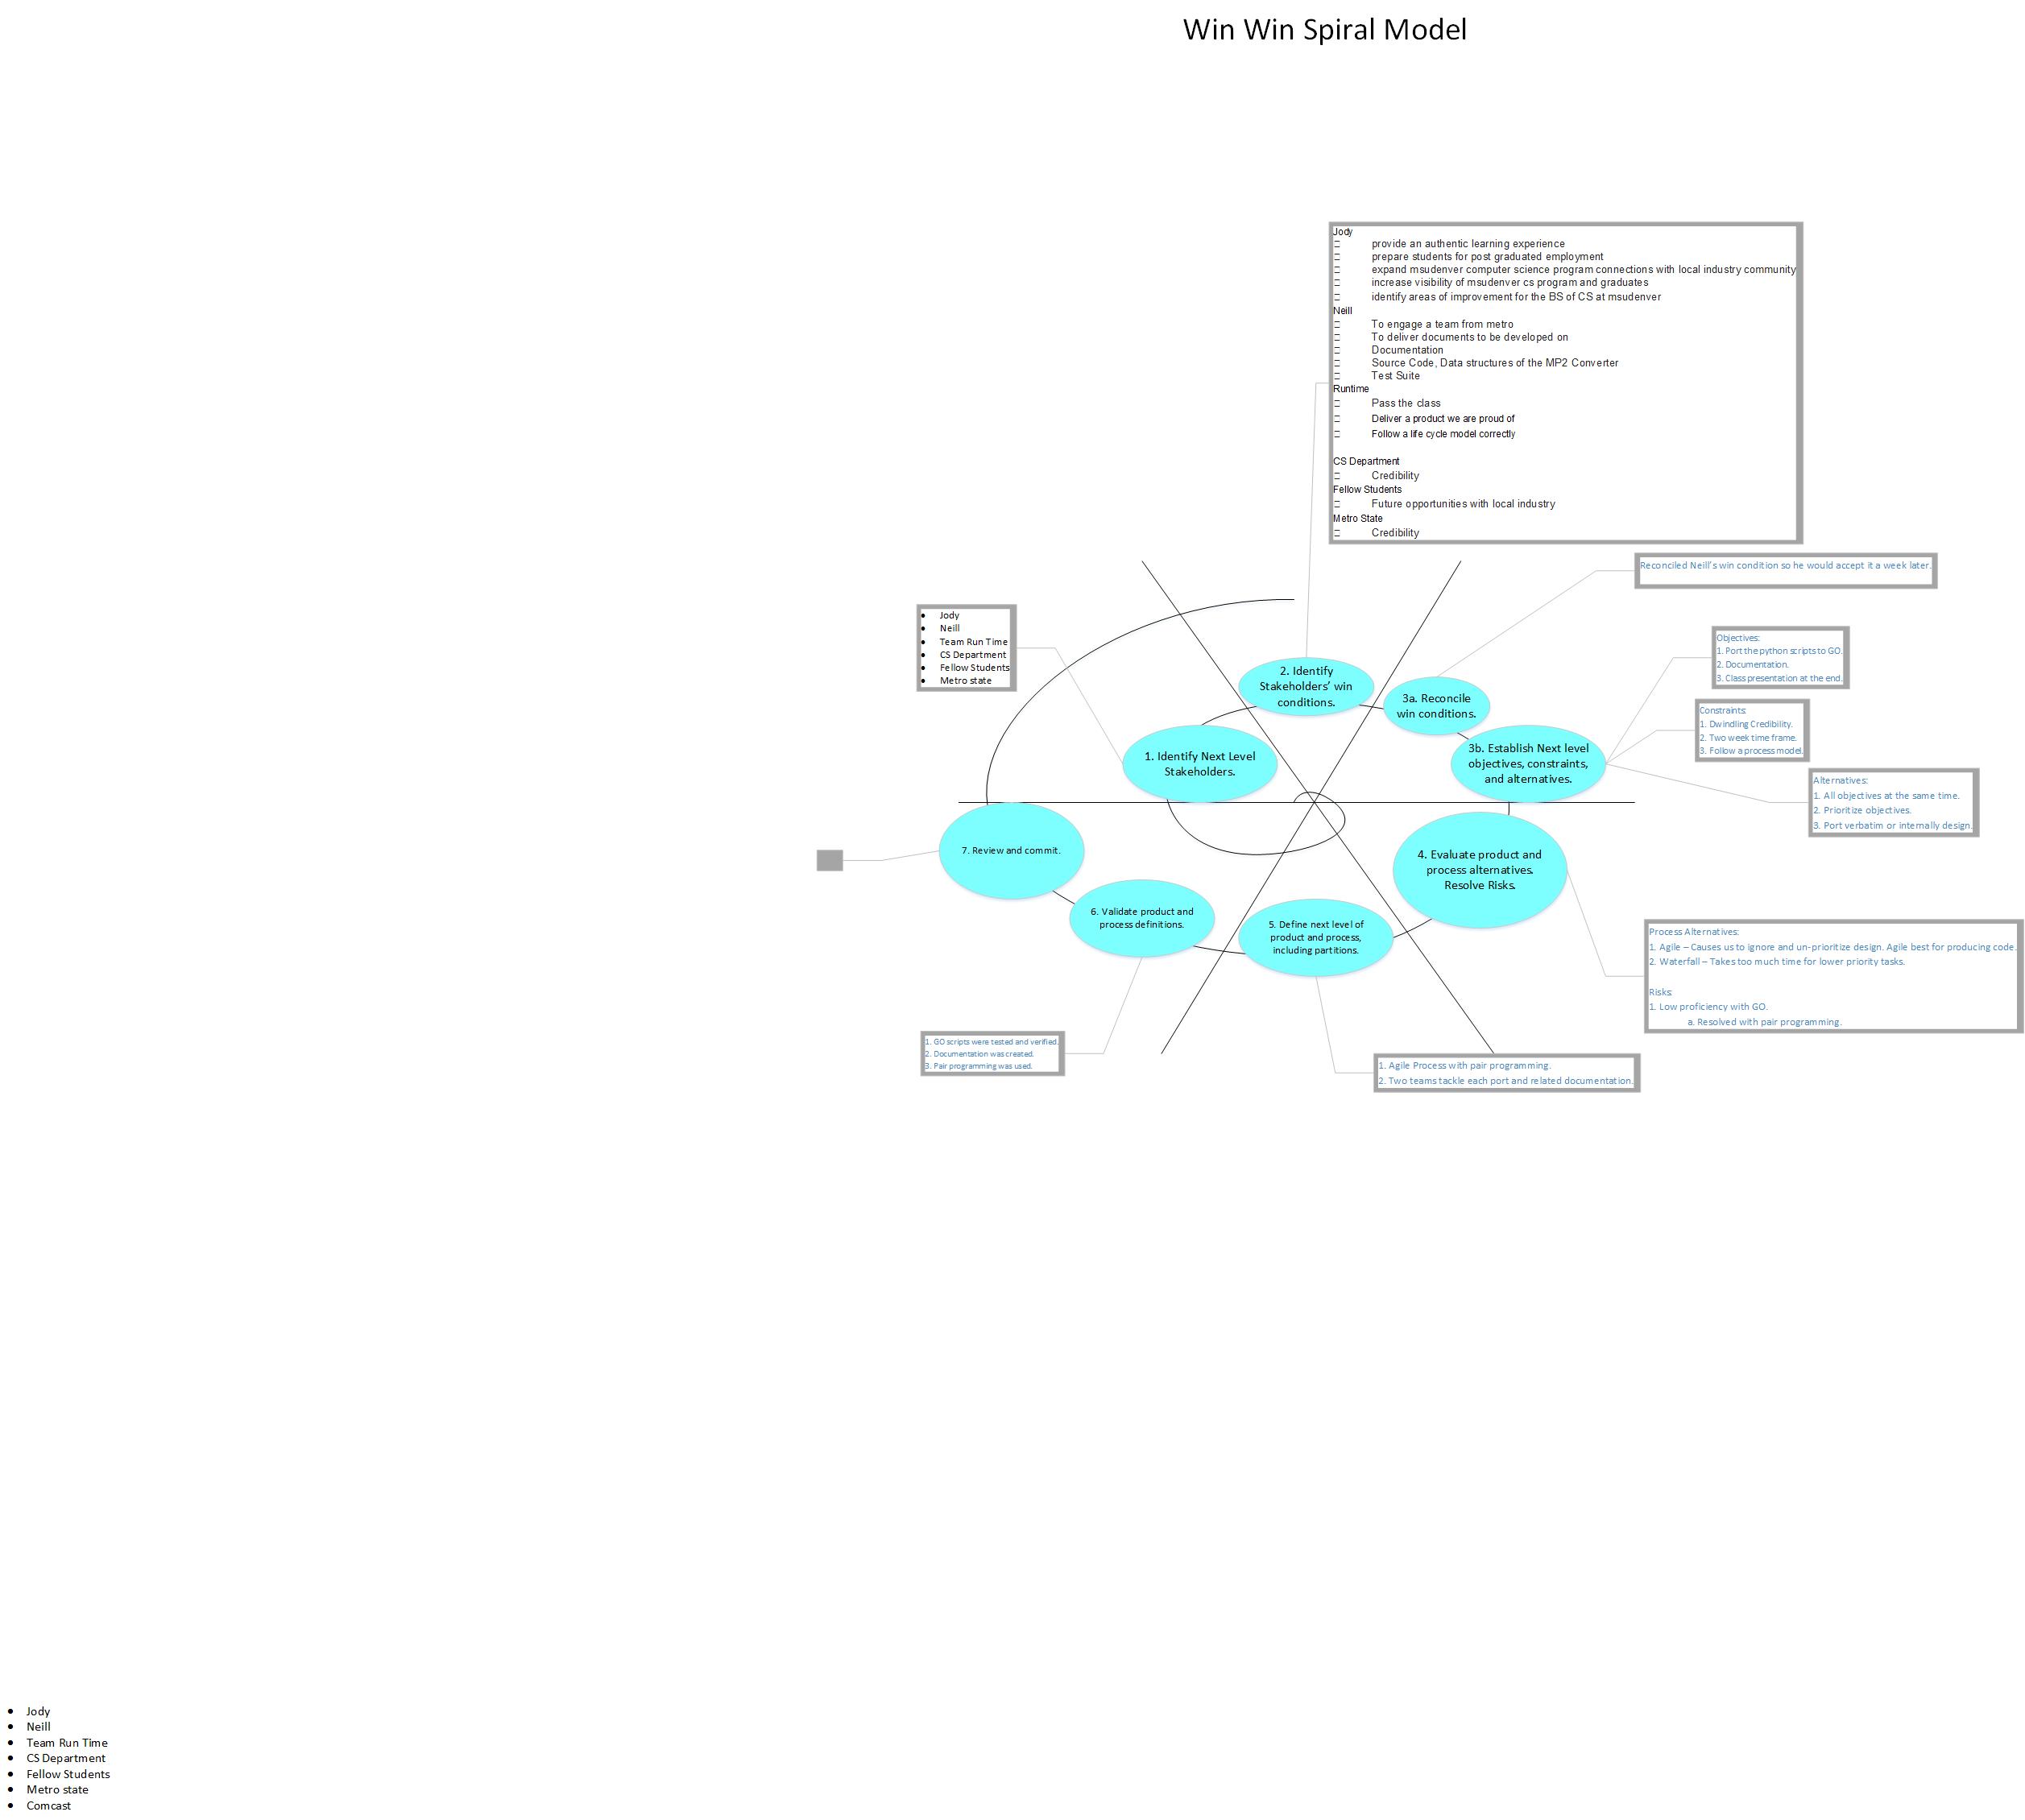 Win Win Spiral Model
Jody
provide an authentic learning experience
prepare students for post graduated employment
expand msudenver computer science program connections with local industry community
increase visibility of msudenver cs program and graduates
identify areas of improvement for the BS of CS at msudenver
Neill
To engage a team from metro
To deliver documents to be developed on
Documentation
Source Code, Data structures of the MP2 Converter
Test Suite
Runtime
Pass the class
Deliver a product we are proud of
Follow a life cycle model correctly
CS Department
Credibility
Fellow Students
Future opportunities with local industry
Metro State
Credibility
Reconciled Neill's win condition so he would accept it a week later.
• Jody
• Neill
• Team Run Time
• CS Department
• Fellow Students
• Metro state
Objectives:
1. Port the python scripts to GO.
2. Documentation.
3. Class presentation at the end.
2. Identify
Stakeholders' win
conditions.
3a. Reconcile
win conditions.
Constraints:
1. Dwindling Credibility.
2. Two week time frame.
3. Follow a process model.
1. Identify Next Level
Stakeholders.
3b. Establish Next level
objectives, constraints,
and alternatives.
Alternatives:
1. All objectives at the same time.
2. Prioritize objectives.
3. Port verbatim or internally design.
7. Review and commit.
4. Evaluate product and
process alternatives.
Resolve Risks.
6. Validate product and
process definitions.
5. Define next level of
product and process,
including partitions.
Process Alternatives:
1. Agile – Causes us to ignore and un-prioritize design. Agile best for producing code.
2. Waterfall – Takes too much time for lower priority tasks.
Risks:
1. Low proficiency with GO.
a. Resolved with pair programming.
1. GO scripts were tested and verified.
2. Documentation was created.
3. Pair programming was used.
1. Agile Process with pair programming.
2. Two teams tackle each port and related documentation.
• Jody
• Neill
• Team Run Time
• CS Department
• Fellow Students
• Metro state
• Comcast